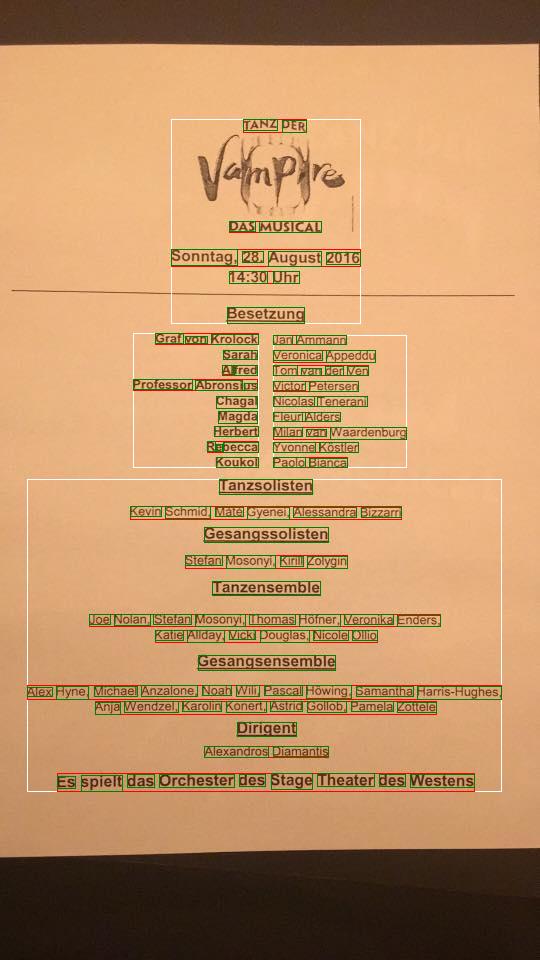 TANZ DER
Vampire
DAS MUSICAL
Sonntag, 28. August 2016
14:30 Uhr
Besetzung
Graf von Krolock Jan Ammann
Sarah Veronica Appeddu
Alfred Tom van der Ven
Professor Abronsius Victor Petersen
Chagal Nicolas Tenerani
Magda Fleur Alders
Herbert Milan van Waardenburg
Rebecca Yvonne Köstler
Koukol Paolo Bianca
Tanzsolisten
Kevin Schmid, Máté Gyenei, Alessandra Bizzarri
Gesangssolisten
Stefan Mosonyi, Kirill Zolygin
Tanzensemble
Joe Nolan, Stefan Mosonyi, Thomas Höfner, Veronika Enders,
Katie Allday, Vicki Douglas, Nicole Ollio
Gesangsensemble
Alex Hyne, Michael Anzalone, Noah Wili, Pascal Höwing, Samantha Harris-Hughes,
Anja Wendzel, Karolin Konert, Astrid Gollob, Pamela Zottele
Dirigent
Alexandros Diamantis
Es spielt das Orchester des Stage Theater des Westens